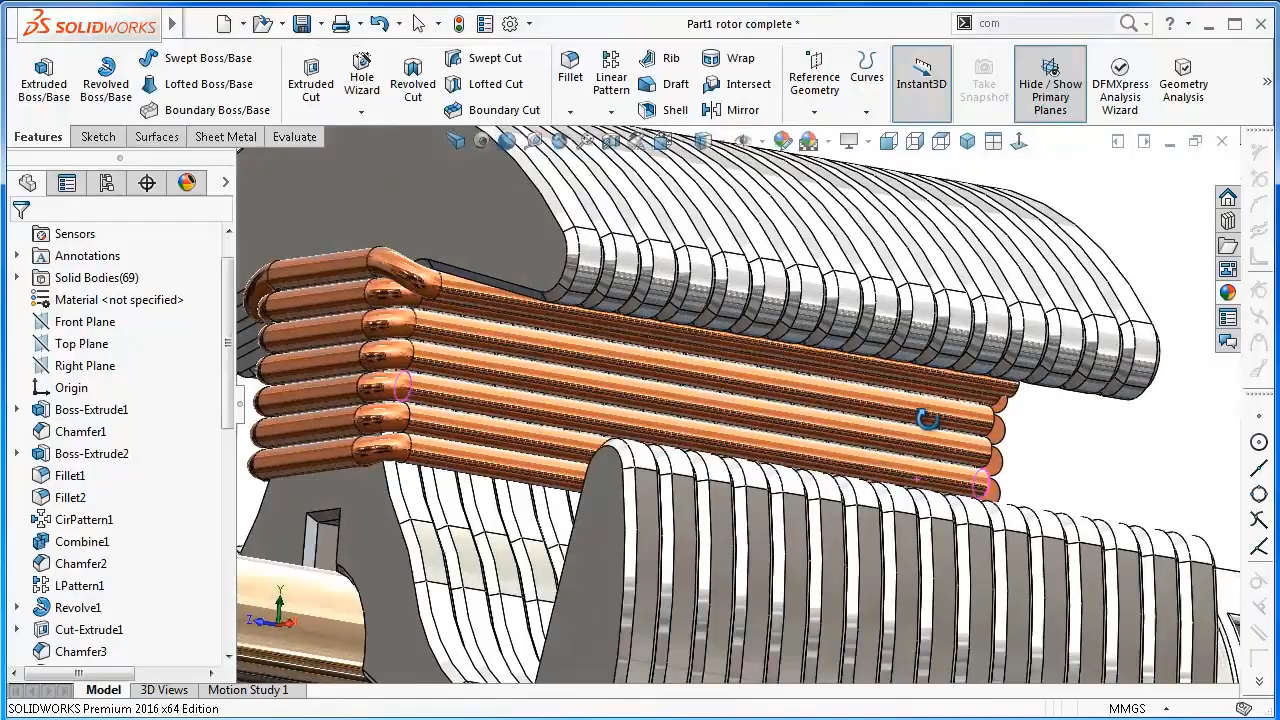 SOLIDWORKS
Part1 rotor complete *
com
Extruded Boss/Base
Revolved Boss/Base
Swept Boss/Base
Lofted Boss/Base
Boundary Boss/Base
Extruded Cut
Hole Wizard
Revolved Cut
Swept Cut
Lofted Cut
Boundary Cut
Fillet
Linear Pattern
Rib
Draft
Shell
Wrap
Intersect
Mirror
Reference Geometry
Curves
Instant3D
Take Snapshot
Hide / Show Primary Planes
DFMXpress Analysis Wizard
Geometry Analysis
Features
Sketch
Surfaces
Sheet Metal
Evaluate
Sensors
Annotations
Solid Bodies(69)
Material <not specified>
Front Plane
Top Plane
Right Plane
Origin
Boss-Extrude1
Chamfer1
Boss-Extrude2
Fillet1
Fillet2
CirPattern1
Combine1
Chamfer2
LPattern1
Revolve1
Cut-Extrude1
Chamfer3
Y
Z
X
Model
3D Views
Motion Study 1
SOLIDWORKS Premium 2016 x64 Edition
MMGS